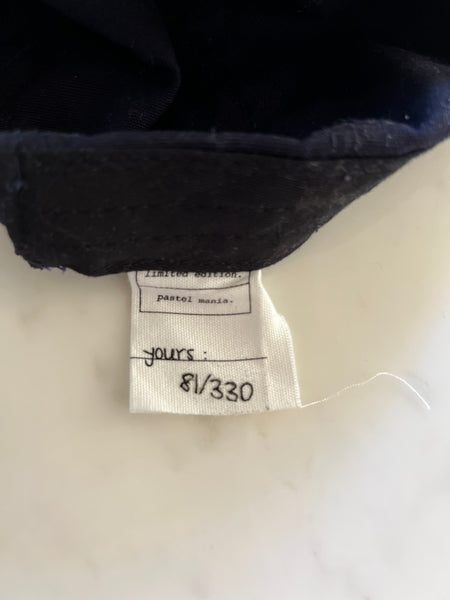 limited edition.
pastel mania.
yours :
81/330